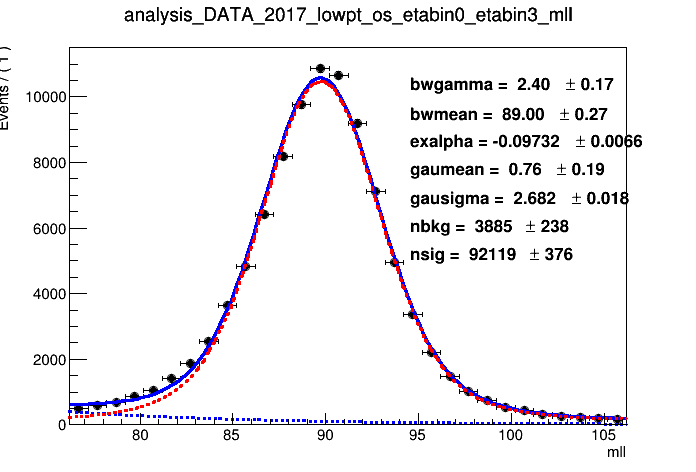 analysis_DATA_2017_lowpt_os_etabin0_etabin3_mll
Events / ( 1 )
10000
8000
6000
4000
2000
0
bwgamma = 2.40 ± 0.17
bwmean = 89.00 ± 0.27
exalpha = -0.09732 ± 0.0066
gaumean = 0.76 ± 0.19
gausigma = 2.682 ± 0.018
nbkg = 3885 ± 238
nsig = 92119 ± 376
80 85 90 95 100 105
mll